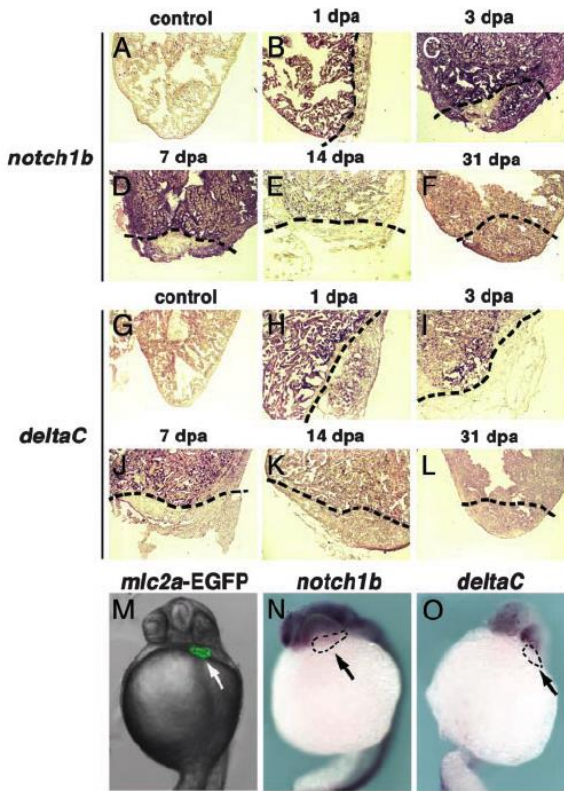 control 1 dpa 3 dpa
A B C
notch1b
7 dpa 14 dpa 31 dpa
D E F
control 1 dpa 3 dpa
G H I
deltaC
7 dpa 14 dpa 31 dpa
J K L
mlc2a-EGFP notch1b deltaC
M N O